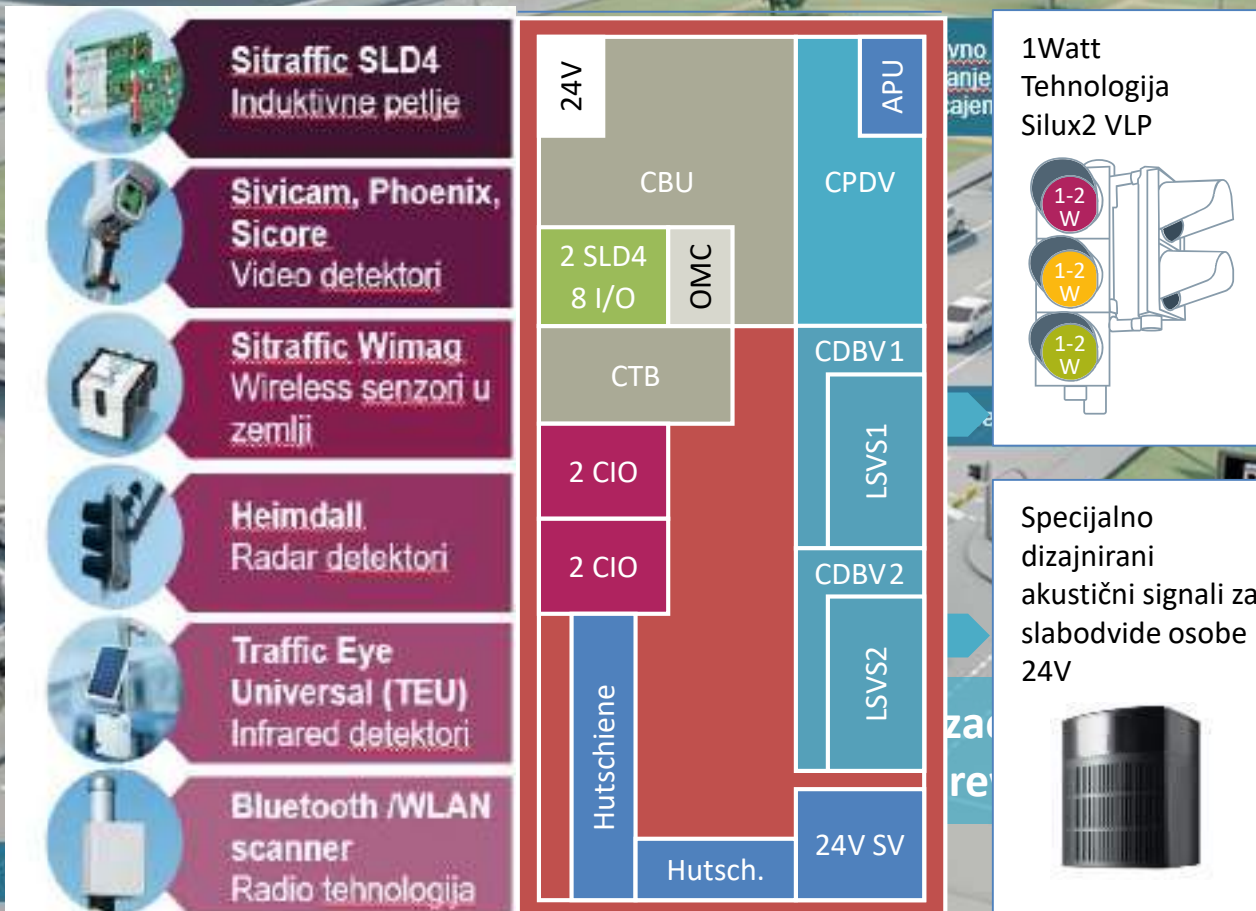 Sitraffic SLD4
Induktivne petlje
Sivicam, Phoenix,
Sicore
Video detektori
Sitraffic Wimag
Wireless senzori u
zemlji
Heimdall
Radar detektori
Traffic Eye
Universal (TEU)
Infrared detektori
Bluetooth /WLAN
scanner
Radio tehnologija
24V
APU
CBU
CPDV
2 SLD4
8 I/O
OMC
CTB
CDBV1
LSVS1
2 CIO
2 CIO
CDBV2
LSVS2
Hutschiene
Hutsch.
24V SV
1Watt
Tehnologija
Silux2 VLP
1-2
W
1-2
W
1-2
W
Specijalno
dizajnirani
akustični signali za
slabodvide osobe
24V